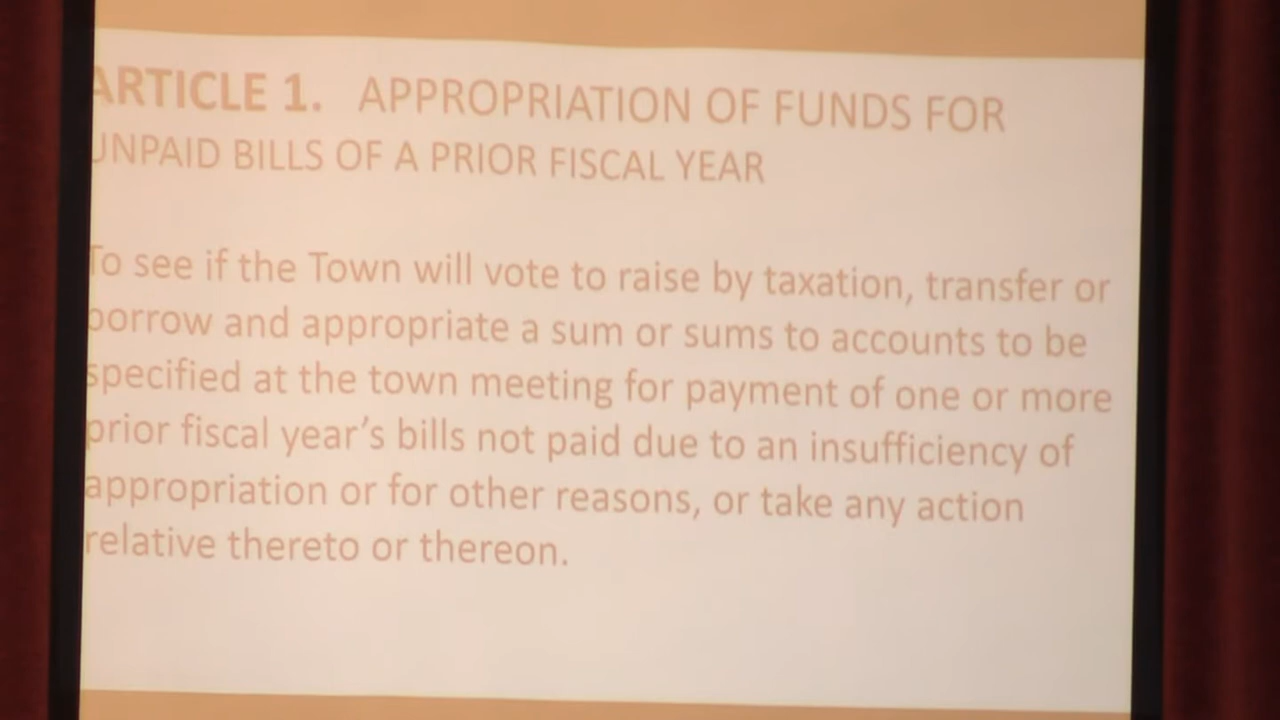 ARTICLE 1. APPROPRIATION OF FUNDS FOR
UNPAID BILLS OF A PRIOR FISCAL YEAR
To see if the Town will vote to raise by taxation, transfer or
borrow and appropriate a sum or sums to accounts to be
specified at the town meeting for payment of one or more
prior fiscal year’s bills not paid due to an insufficiency of
appropriation or for other reasons, or take any action
relative thereto or thereon.